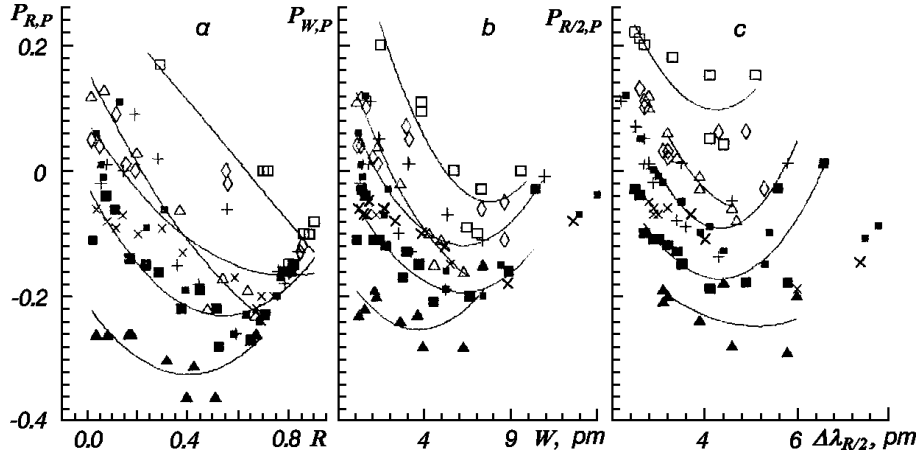 P_{R,P} a P_{W,P} b P_{R/2,P} c
0.2
0
-0.2
-0.4
0.0 0.4 0.8 R 4 9 W, pm 4 6 Δλ_{R/2}, pm